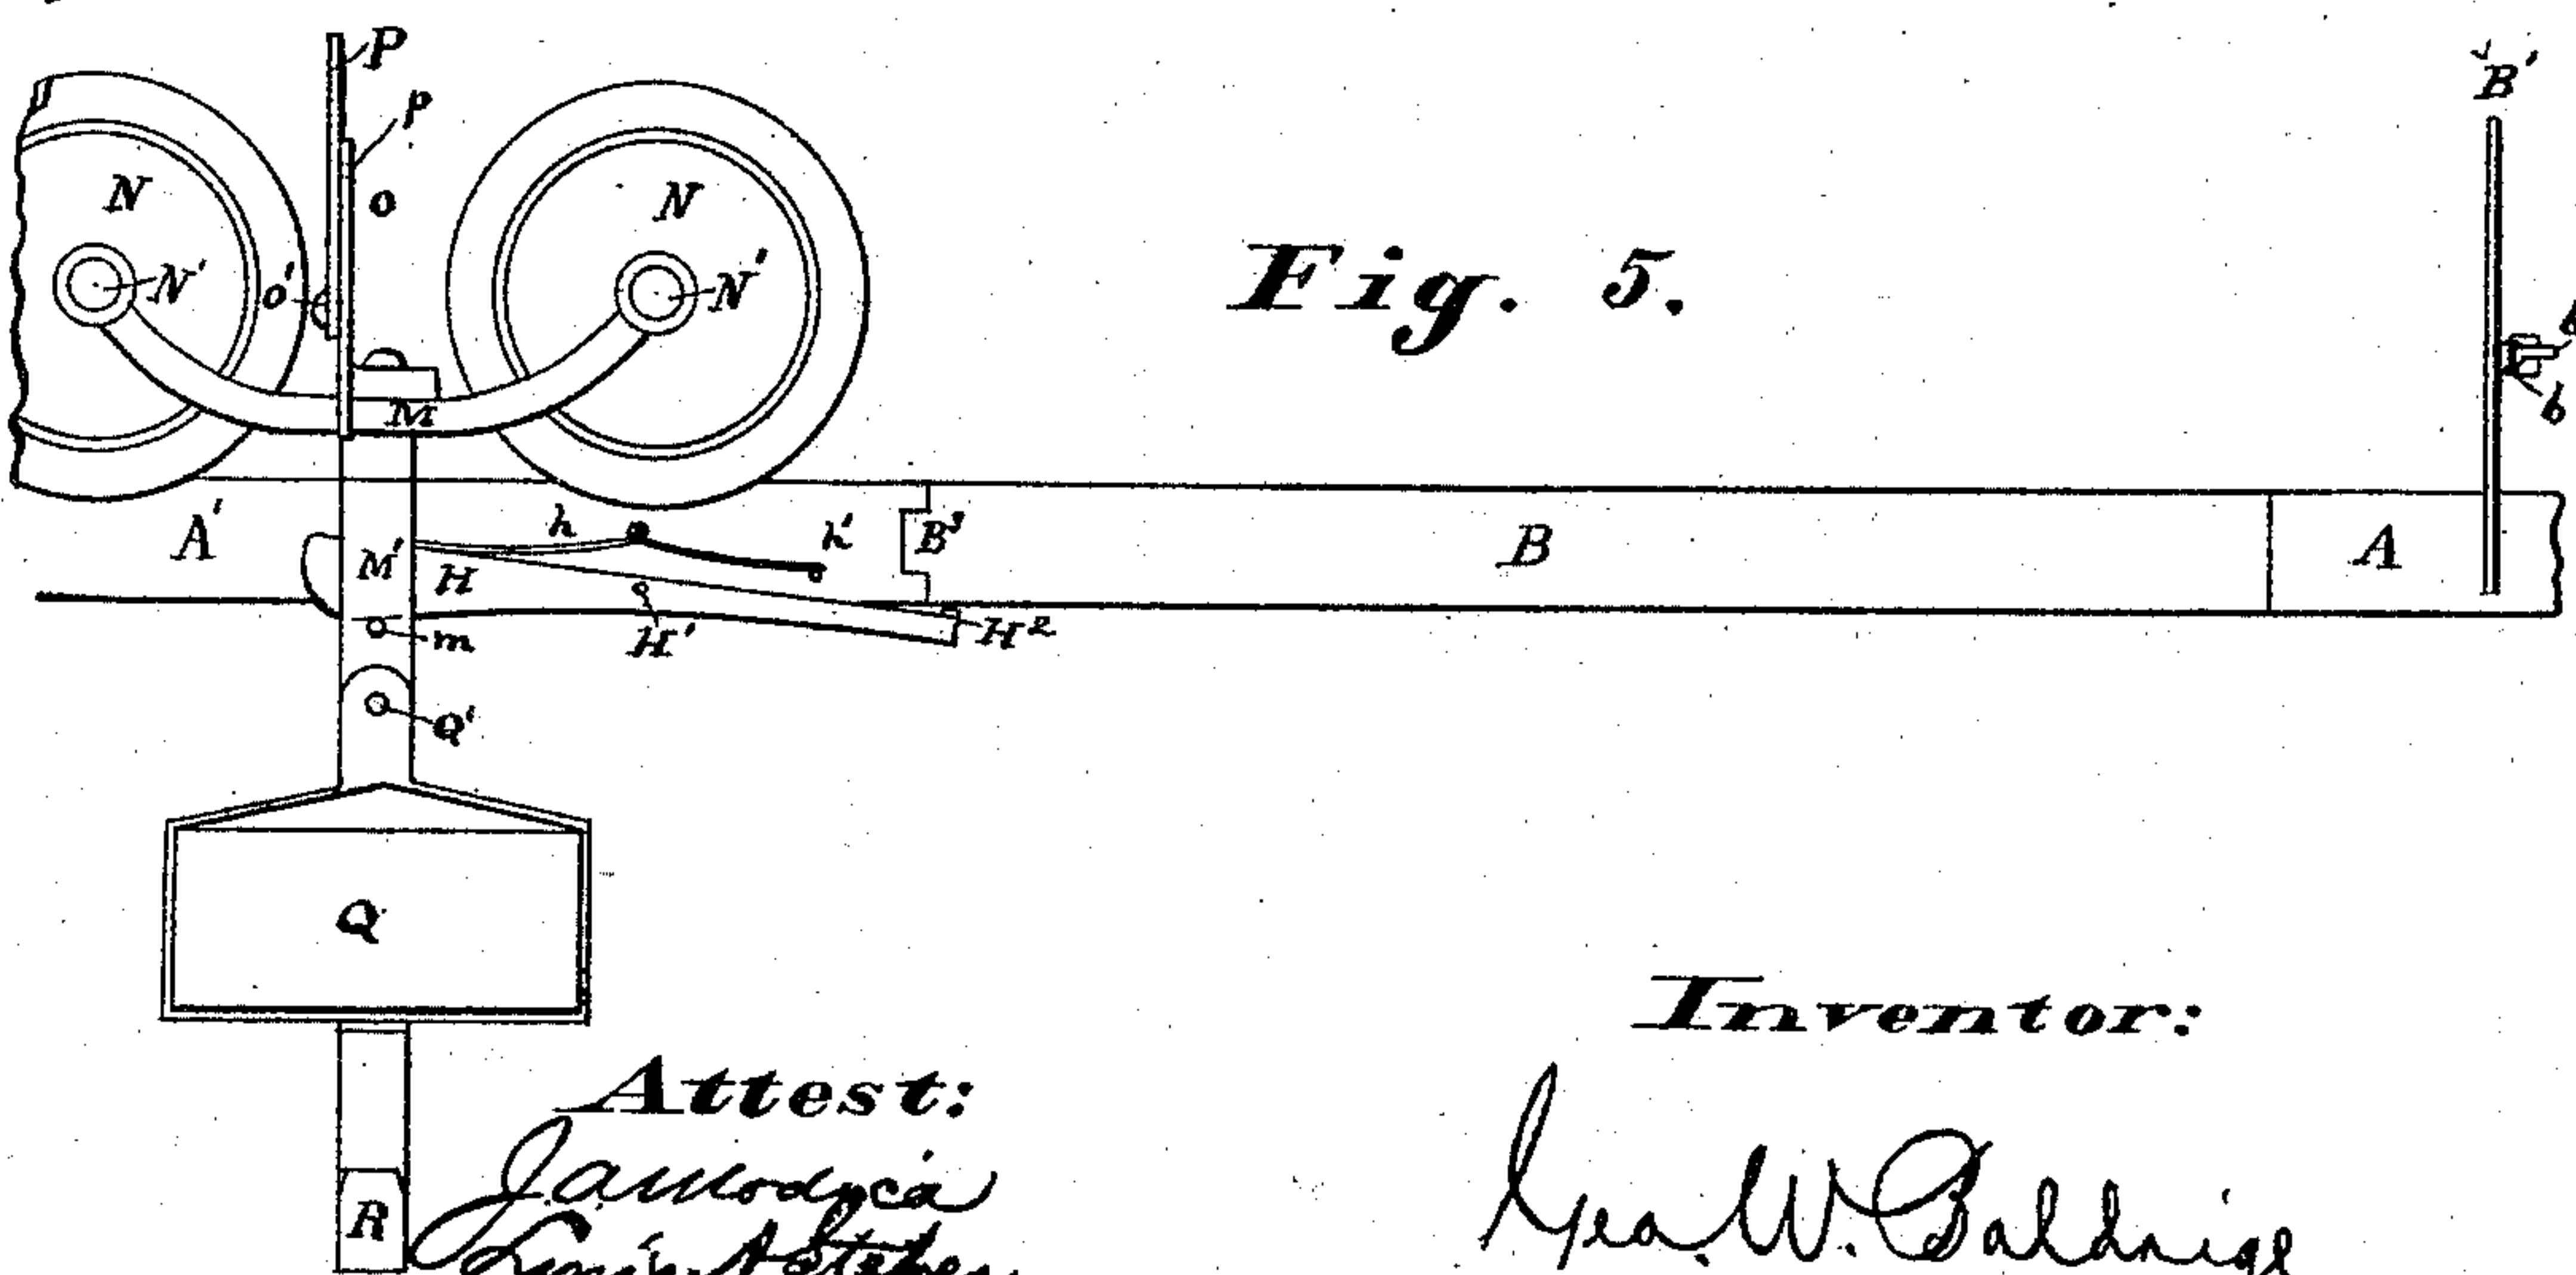 P
p
B'
N
o
N
N'
o'
N'
Fig. 5.
b
M
A'
h
h'
B³
B
A
M'
H
m
H'
H²
Q'
Q
Inventor:
Attest:
R
Geo. W. Baldrige